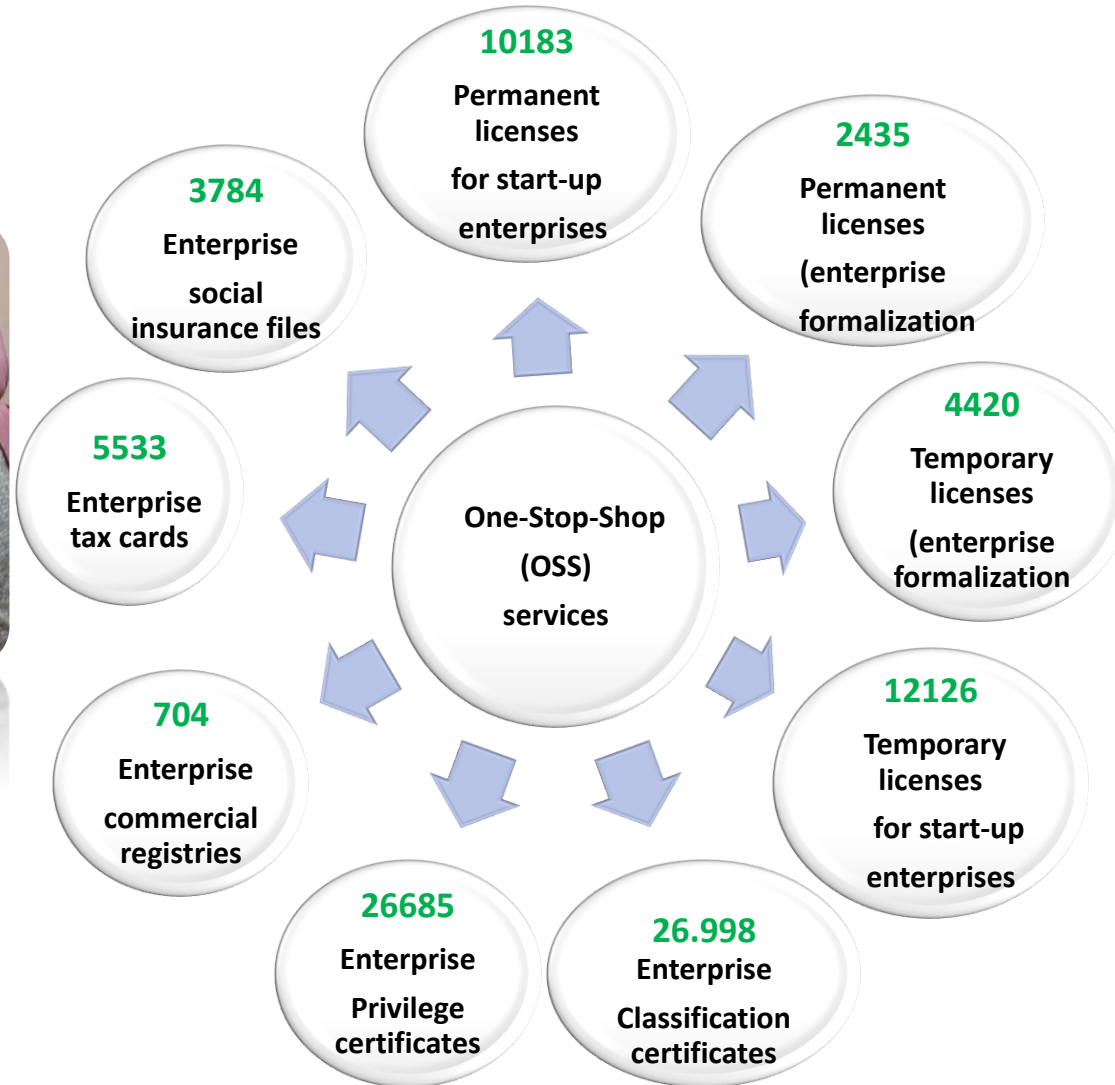 10183
Permanent
licenses
for start-up
enterprises
2435
Permanent
licenses
(enterprise
formalization
4420
Temporary
licenses
(enterprise
formalization
12126
Temporary
licenses
for start-up
enterprises
26.998
Enterprise
Classification
certificates
26685
Enterprise
Privilege
certificates
704
Enterprise
commercial
registries
5533
Enterprise
tax cards
3784
Enterprise
social
insurance files
One-Stop-Shop
(OSS)
services